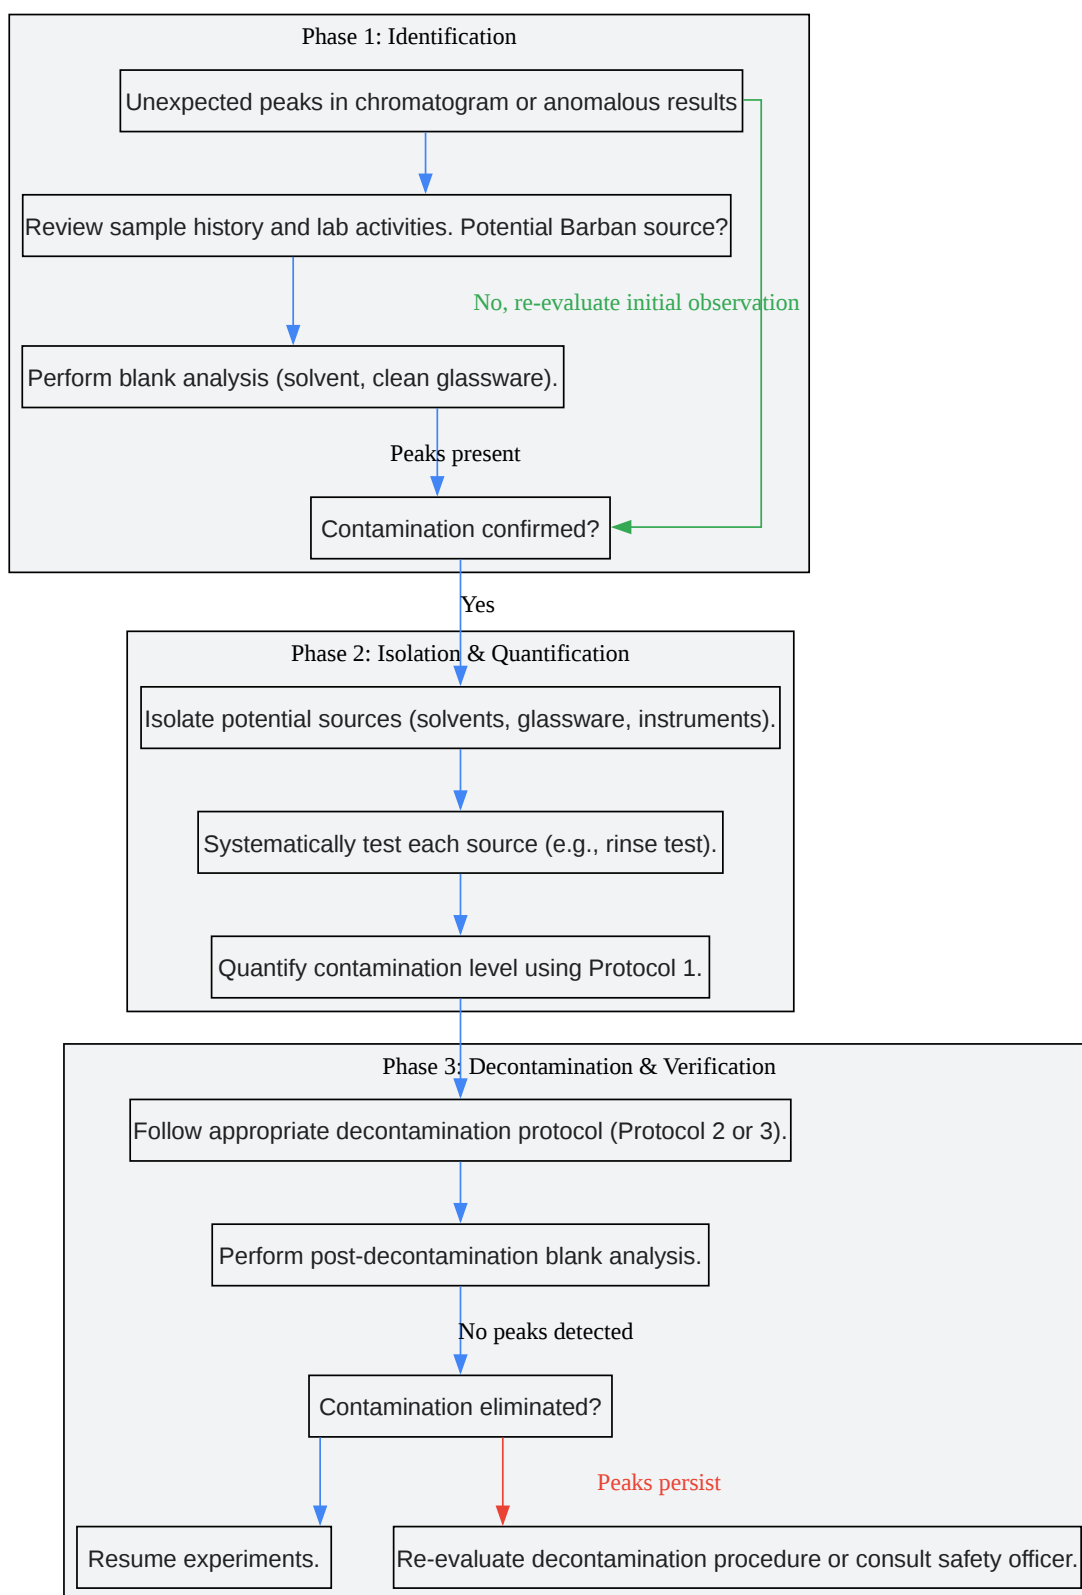 Phase 1: Identification
Unexpected peaks in chromatogram or anomalous results
Review sample history and lab activities. Potential Barban source?
No, re-evaluate initial observation
Perform blank analysis (solvent, clean glassware).
Peaks present
Contamination confirmed?
Yes
Phase 2: Isolation & Quantification
Isolate potential sources (solvents, glassware, instruments).
Systematically test each source (e.g., rinse test).
Quantify contamination level using Protocol 1.
Phase 3: Decontamination & Verification
Follow appropriate decontamination protocol (Protocol 2 or 3).
Perform post-decontamination blank analysis.
No peaks detected
Contamination eliminated?
Peaks persist
Resume experiments.
Re-evaluate decontamination procedure or consult safety officer.